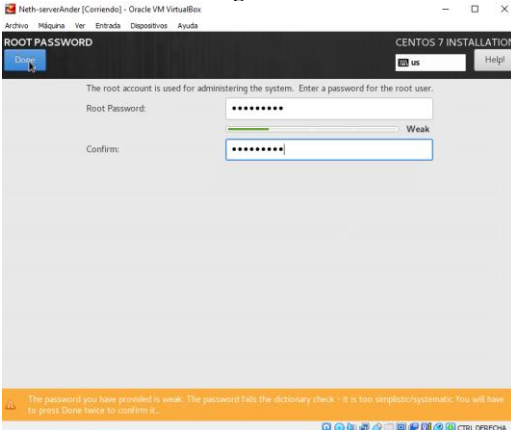 Neth-serverAnder [Corriendo] - Oracle VM VirtualBox
Archivo Máquina Ver Entrada Dispositivos Ayuda
ROOT PASSWORD
CENTOS 7 INSTALLATION
Done
us
Help!
The root account is used for administering the system. Enter a password for the root user.
Root Password:
•••••••••
Weak
Confirm:
•••••••••
The password you have provided is weak. The password fails the dictionary check - it is too simplistic/systematic You will have
to press Done twice to confirm it..
CTRL DERECHA